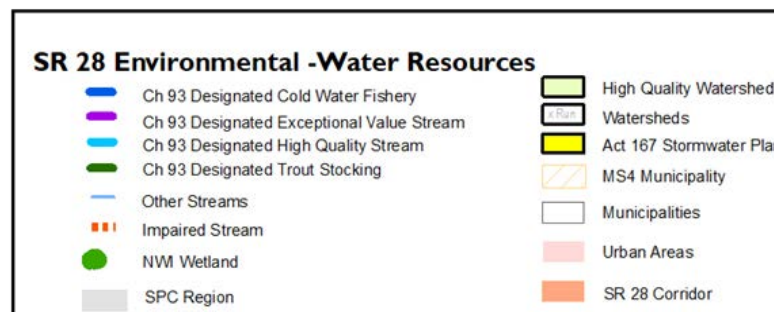 SR 28 Environmental -Water Resources
Ch 93 Designated Cold Water Fishery
Ch 93 Designated Exceptional Value Stream
Ch 93 Designated High Quality Stream
Ch 93 Designated Trout Stocking
Other Streams
Impaired Stream
NWI Wetland
SPC Region
High Quality Watershed
x Run
Watersheds
Act 167 Stormwater Plan
MS4 Municipality
Municipalities
Urban Areas
SR 28 Corridor